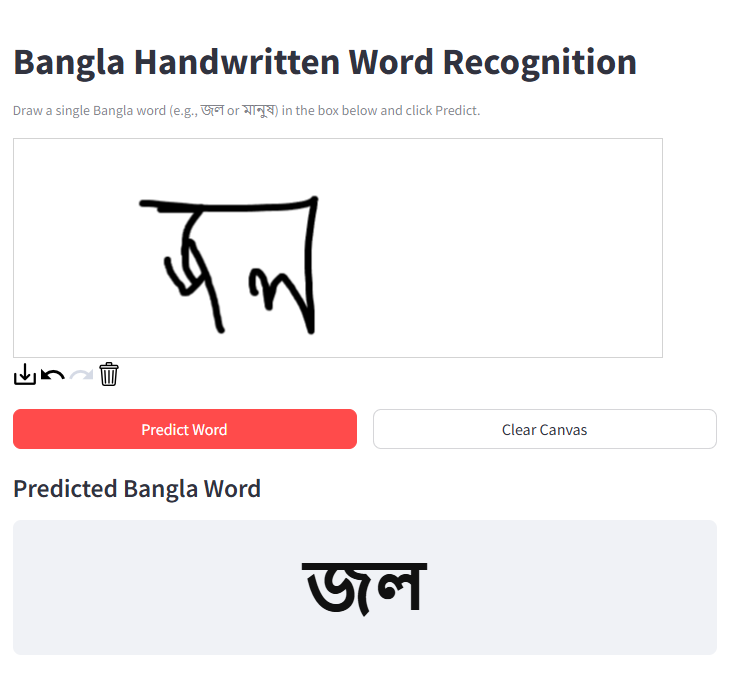 Bangla Handwritten Word Recognition
Draw a single Bangla word (e.g., জল or মানুষ) in the box below and click Predict.
জল
Predict Word
Clear Canvas
Predicted Bangla Word
জল